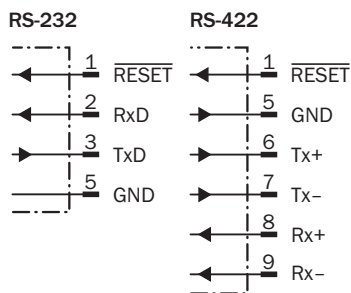 RS-232
1 RESET
2 RxD
3 TxD
5 GND
RS-422
1 RESET
5 GND
6 Tx+
7 Tx–
8 Rx+
9 Rx–